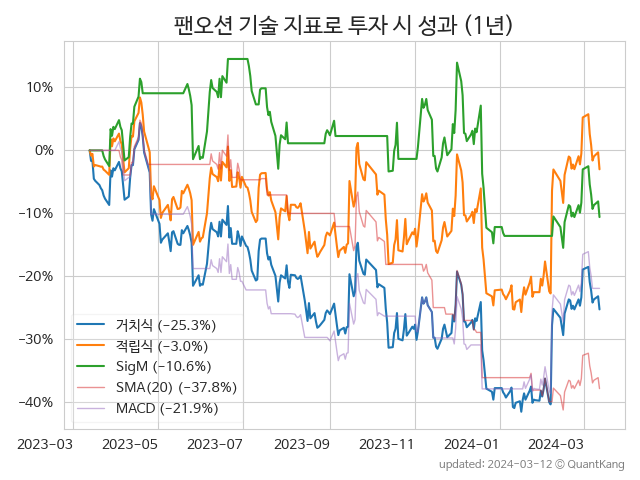 팬오션 기술 지표로 투자 시 성과 (1년)
10%
0%
−10%
−20%
−30%
−40%
거치식 (−25.3%)
적립식 (−3.0%)
SigM (−10.6%)
SMA(20) (−37.8%)
MACD (−21.9%)
2023-03 2023-05 2023-07 2023-09 2023-11 2024-01 2024-03
updated: 2024-03-12 © QuantKang